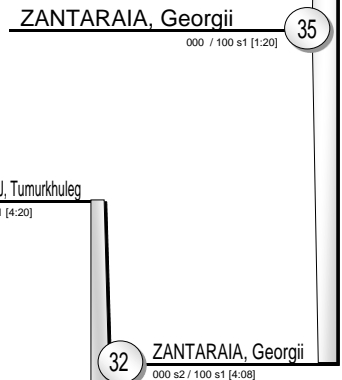 ZANTARAIA, Georgii
35
000 / 100 s1 [1:20]
Tumurkhuleg
[4:20]
32
ZANTARAIA, Georgii
000 s2 / 100 s1 [4:08]